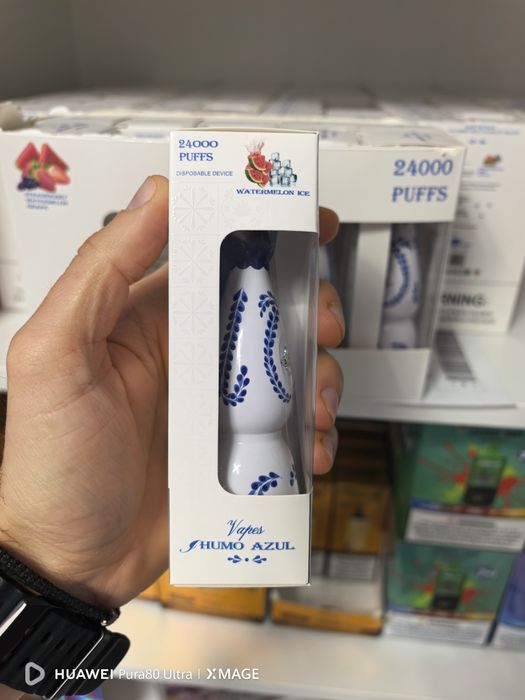 24000
PUFFS
DISPOSABLE DEVICE
WATERMELON ICE
24000
PUFFS
Vapes
HUMO AZUL
HUAWEI Pura80 Ultra | XMAGE